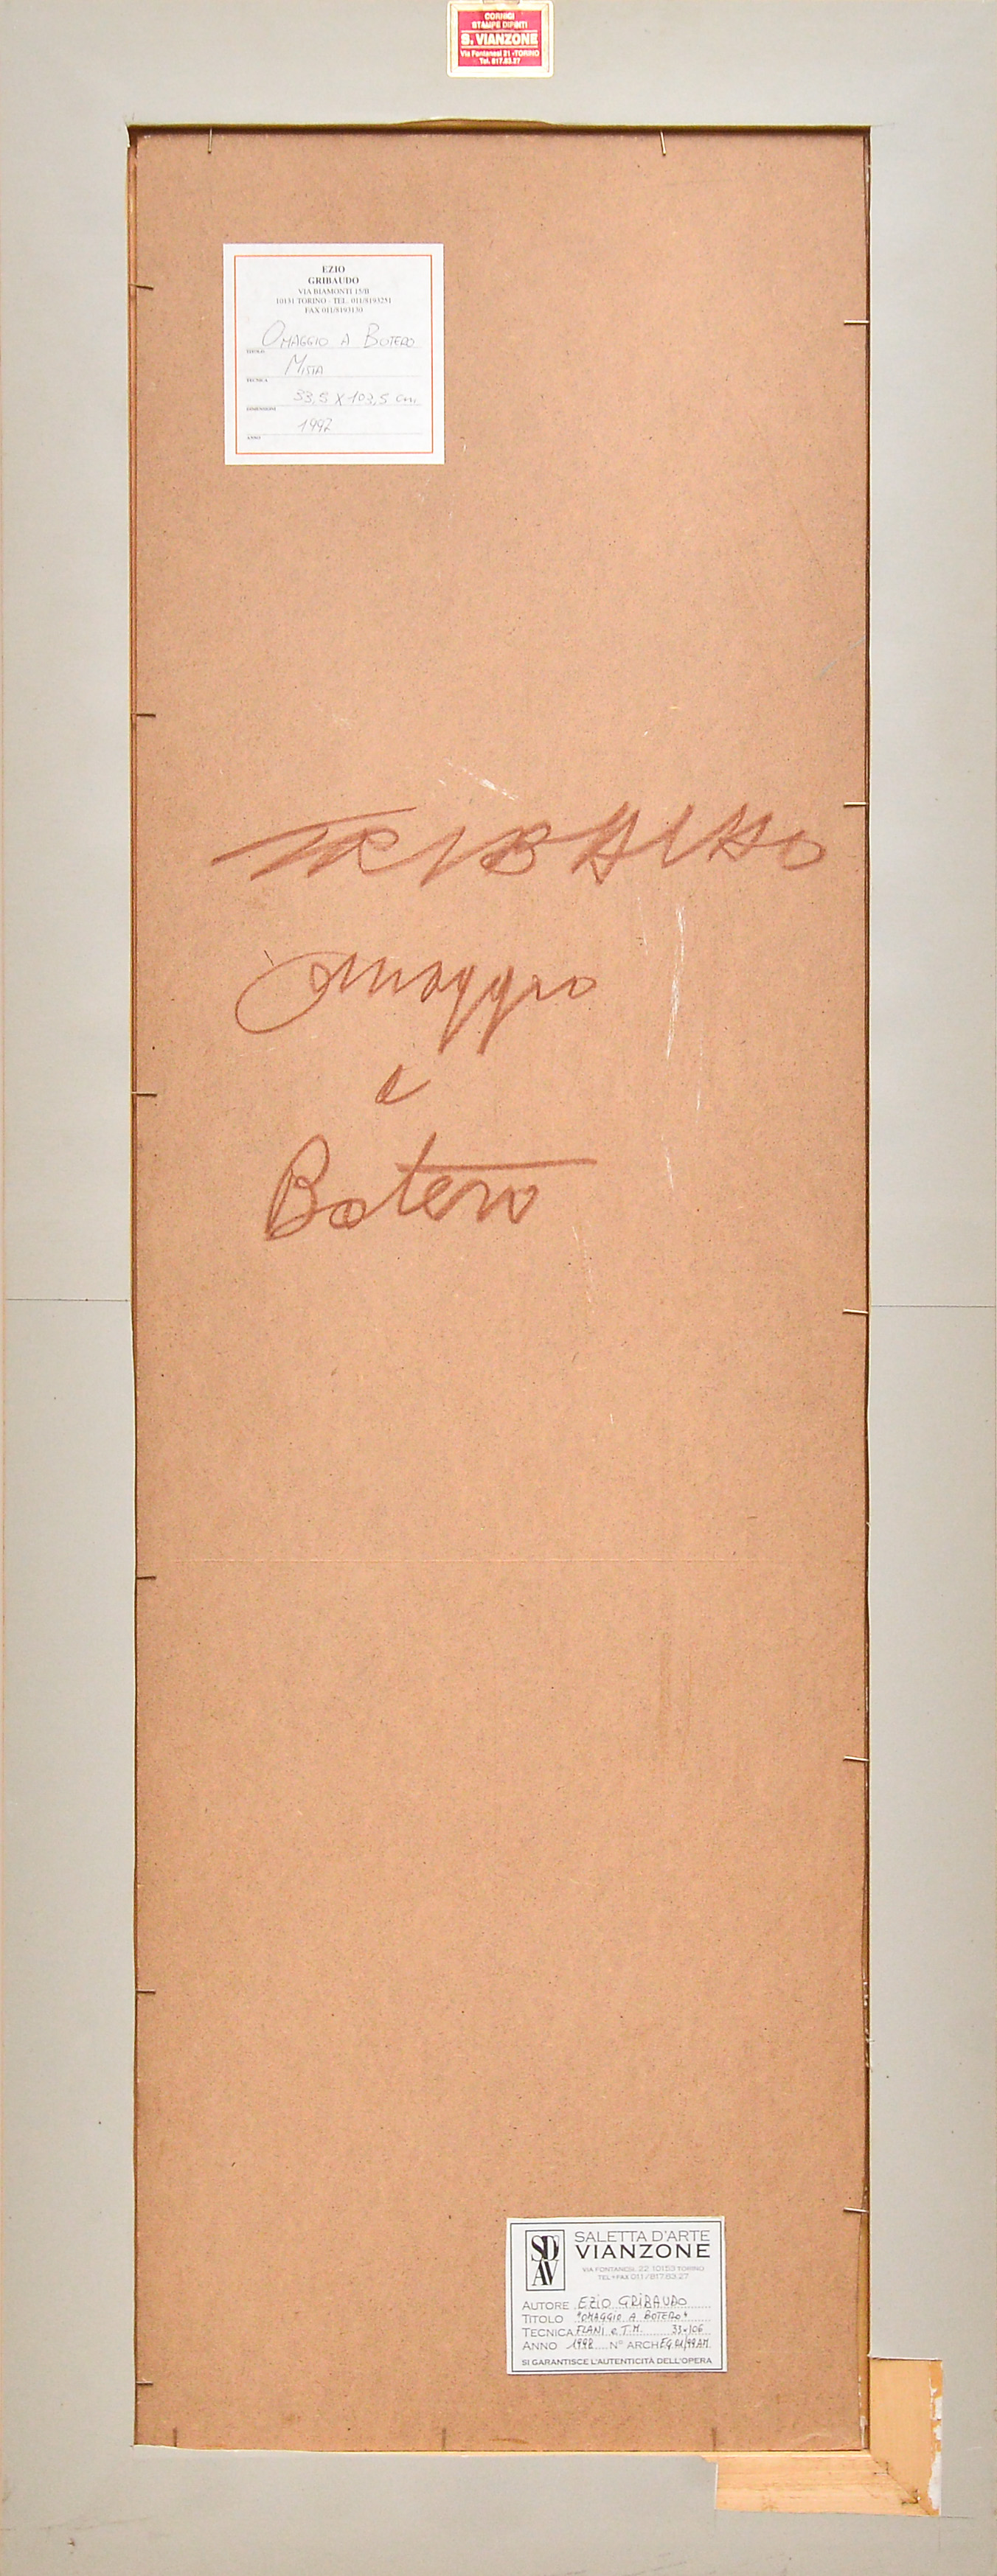 CORNICI
STAMPE DIPINTI
S. VIANZONE
Via Fontanesi 21 - TORINO
Tel. 817.83.27
EZIO
GRIBAUDO
VIA BIAMONTI 15/B
10131 TORINO - TEL. 011/8193251
FAX 011/8193130
OMAGGIO A BOTERO
TITOLO
MISTA
TECNICA
33,5 X 103,5 cm.
DIMENSIONI
1992
ANNO
GRIBAUDO
Omaggio
a
Botero
SDAV
SALETTA D'ARTE
VIANZONE
VIA FONTANESI, 22 10153 TORINO
TEL + FAX 011/817.83.27
AUTORE EZIO GRIBAUDO
TITOLO "OMAGGIO A BOTERO"
TECNICA FLANI e T.M.
ANNO 1992 N° ARCH
SI GARANTISCE L'AUTENTICITÀ DELL'OPERA